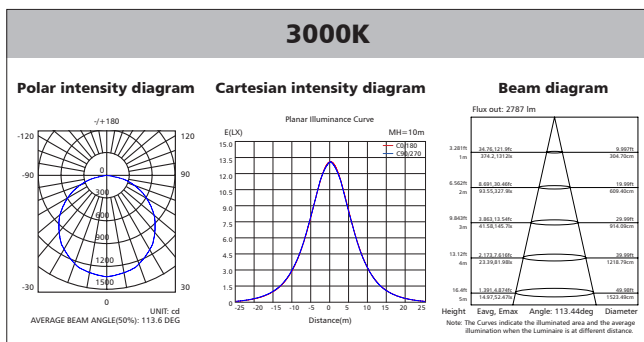 3000K
Polar intensity diagram
-/+180
-120
120
-90
90
0
300
600
900
1200
1500
-30
30
0
UNIT: cd
AVERAGE BEAM ANGLE(50%): 113.6 DEG
Cartesian intensity diagram
Planar Illuminance Curve
E(LX)
MH=10m
C0/180
C90/270
15.0
13.5
12.0
10.5
9.0
7.5
6.0
4.5
3.0
1.5
0
-25 -20 -15 -10 -5 0 5 10 15 20 25
Distance(m)
Beam diagram
Flux out: 2787 lm
3.281ft 34.76,121.9fc 9.997ft
1m 374.2,1312lx 304.70cm
6.562ft 8.691,30.46fc 19.99ft
2m 93.55,327.9lx 609.40cm
9.843ft 3.863,13.54fc 29.99ft
3m 41.58,145.7lx 914.09cm
13.12ft 2.173,7.616fc 39.99ft
4m 23.39,81.98lx 1218.79cm
16.4ft 1.391,4.874fc 49.98ft
5m 14.97,52.47lx 1523.49cm
Height Eavg, Emax Angle: 113.44deg Diameter
Note: The Curves indicate the illuminated area and the average
illumination when the Luminaire is at different distance.